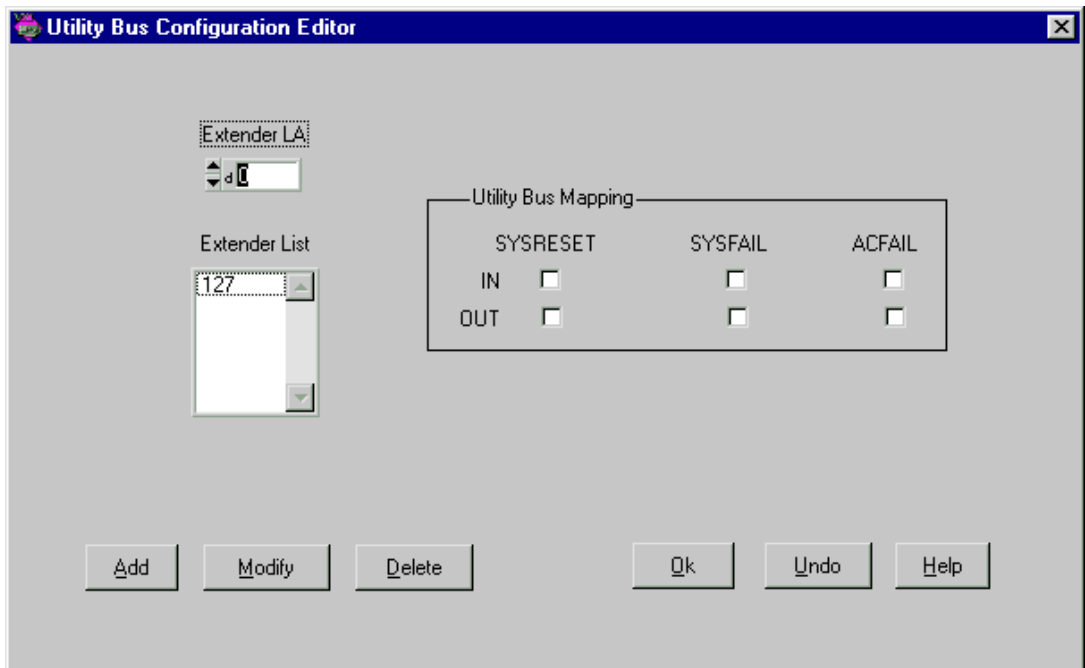 Utility Bus Configuration Editor
Extender LA
d 0
Utility Bus Mapping
SYSRESET SYSFAIL ACFAIL
Extender List
127
IN
OUT
Add Modify Delete Ok Undo Help